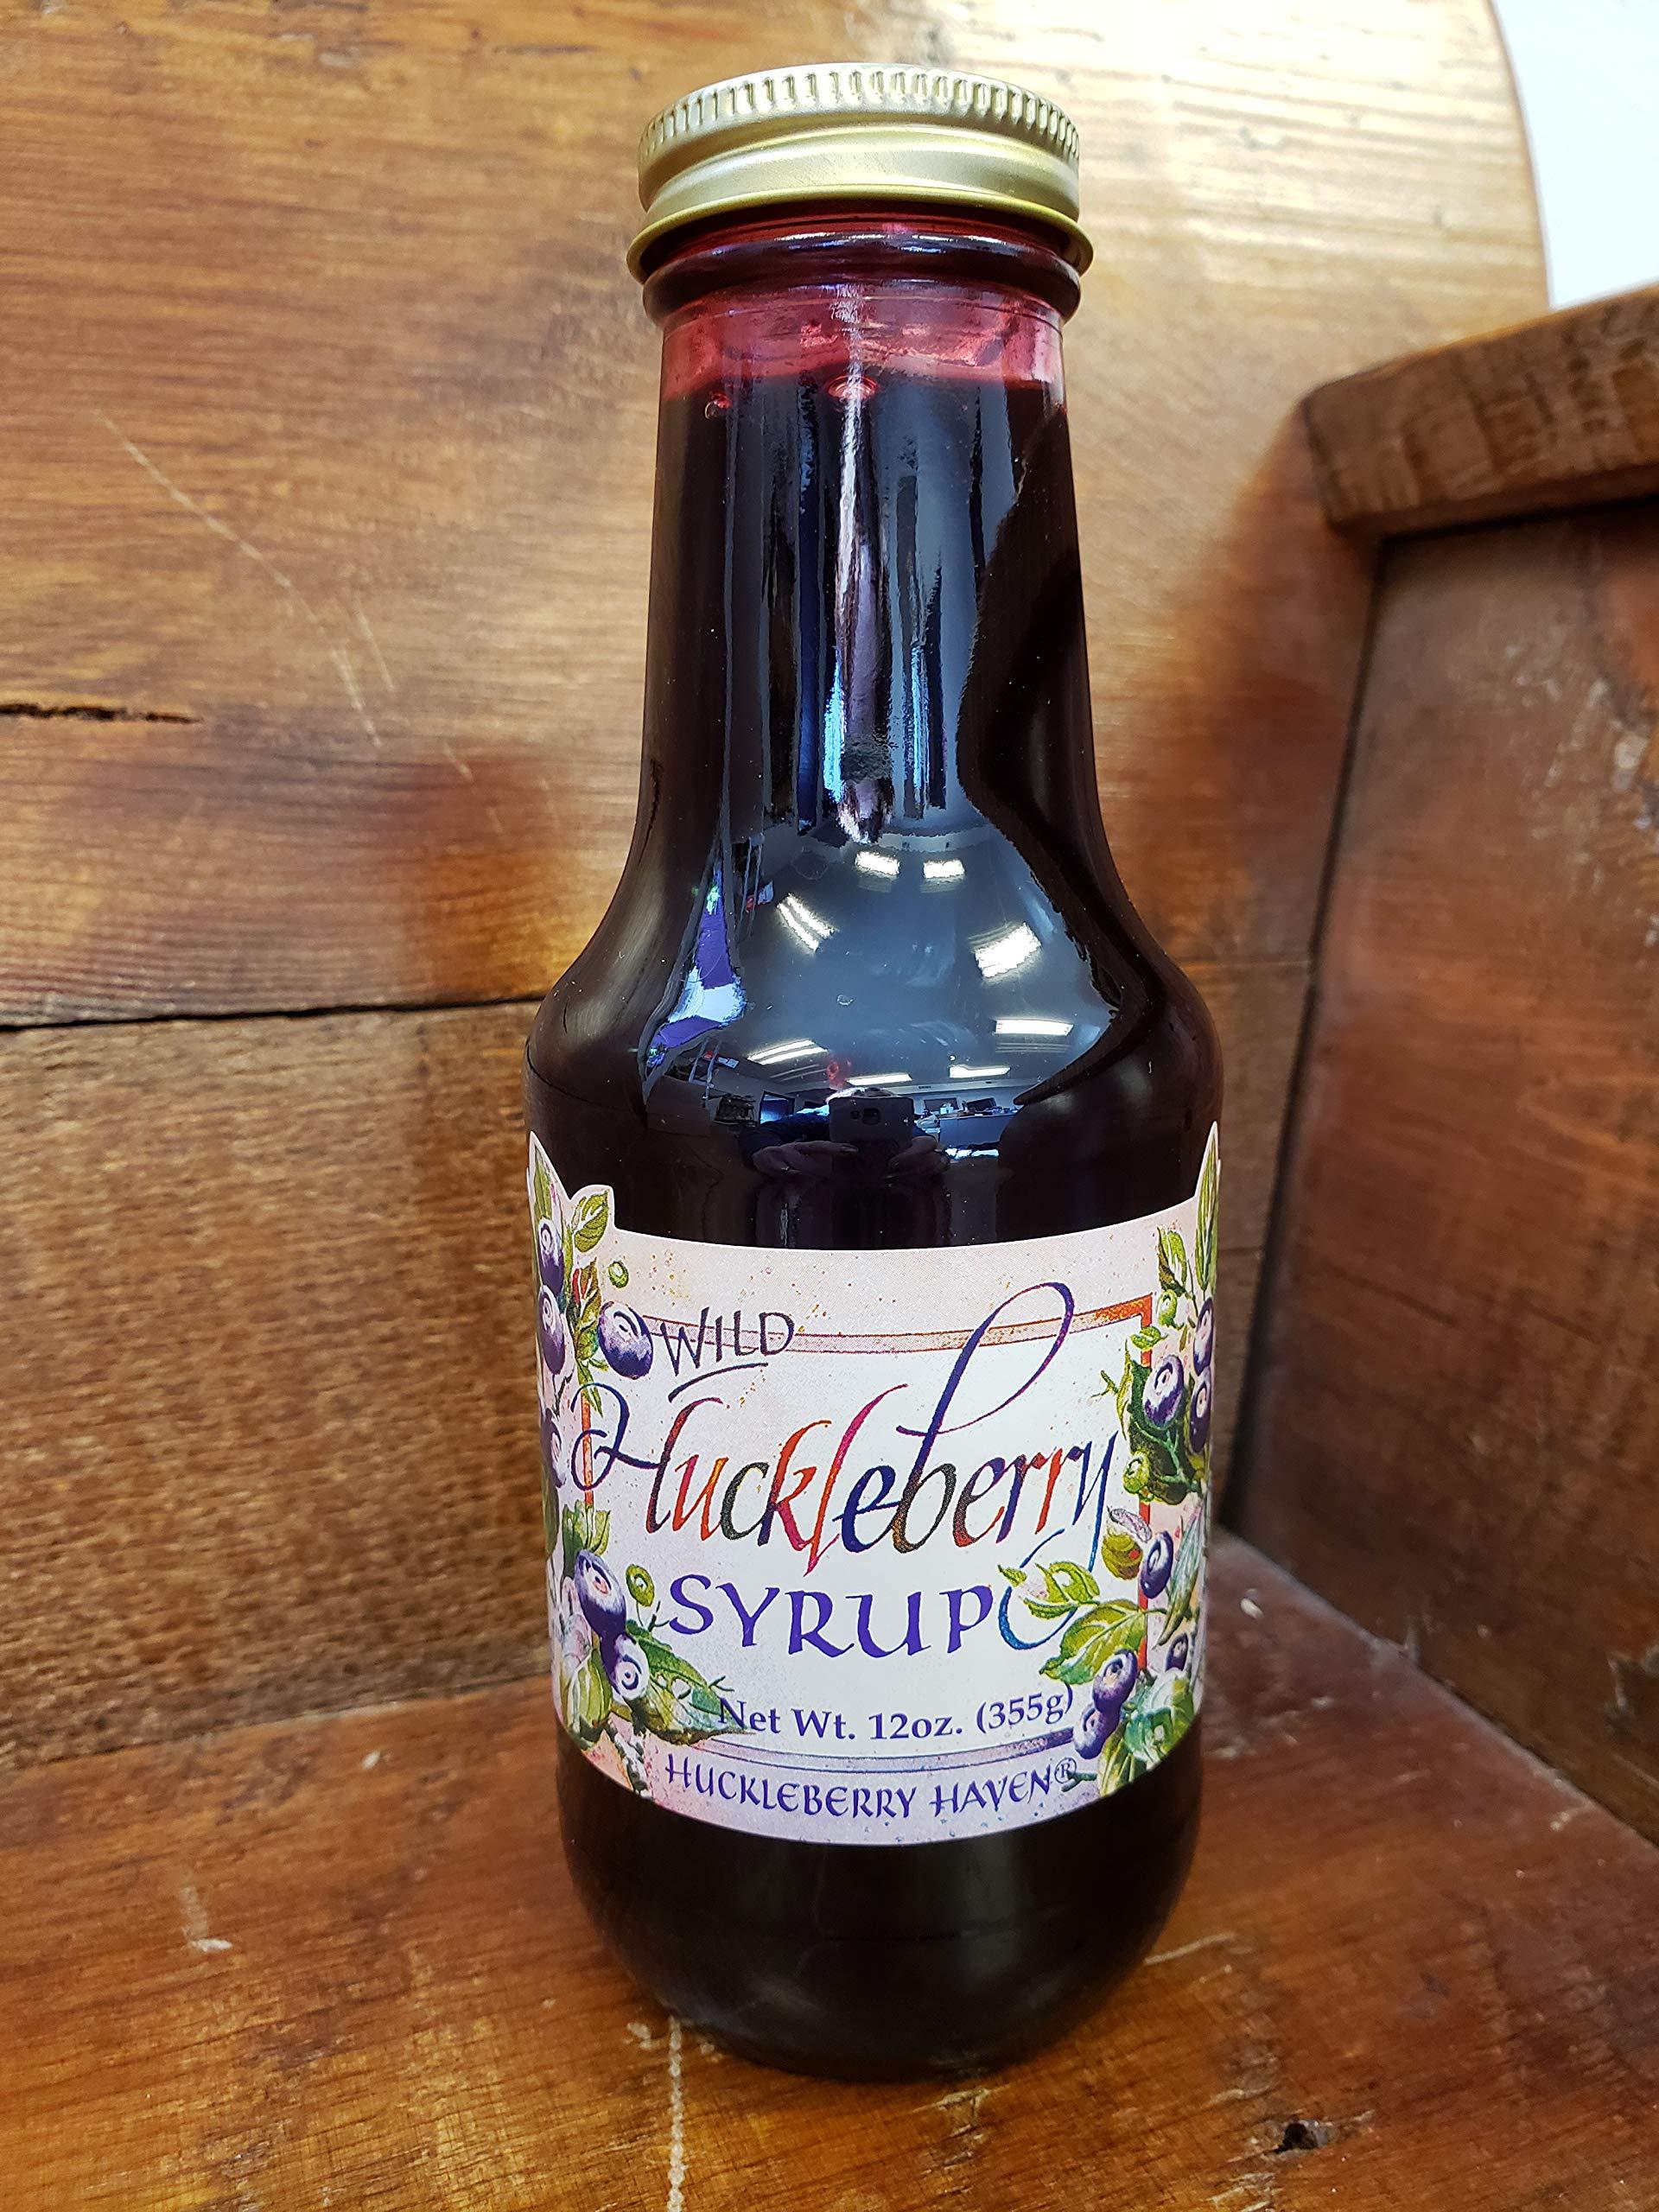 WILD
Huckleberry
SYRUP
Net Wt. 12oz. (355g)
HUCKLEBERRY HAVEN®